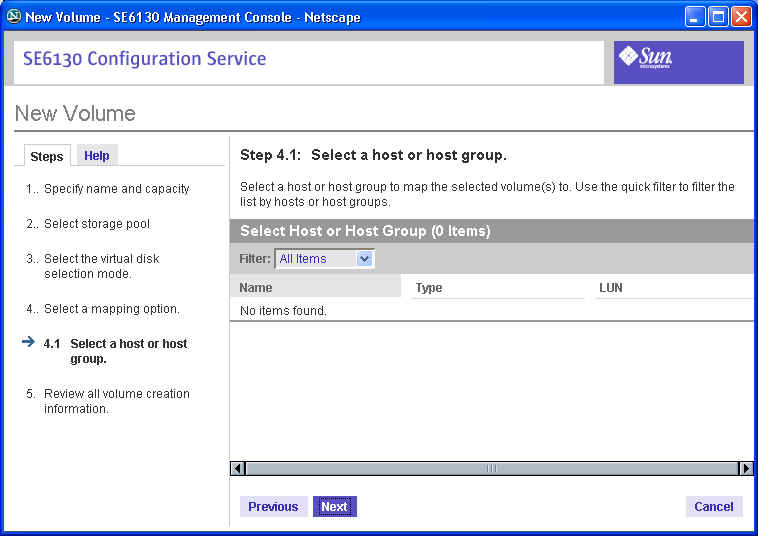 New Volume - SE6130 Management Console - Netscape
SE6130 Configuration Service
Sun
microsystems
New Volume
Steps
Help
1.. Specify name and capacity
2.. Select storage pool
3.. Select the virtual disk
selection mode.
4.. Select a mapping option.
4.1 Select a host or host
group.
5. Review all volume creation
information.
Step 4.1: Select a host or host group.
Select a host or host group to map the selected volume(s) to. Use the quick filter to filter the
list by hosts or host groups.
Select Host or Host Group (0 Items)
Filter: All Items
Name Type LUN
No items found.
Previous Next Cancel